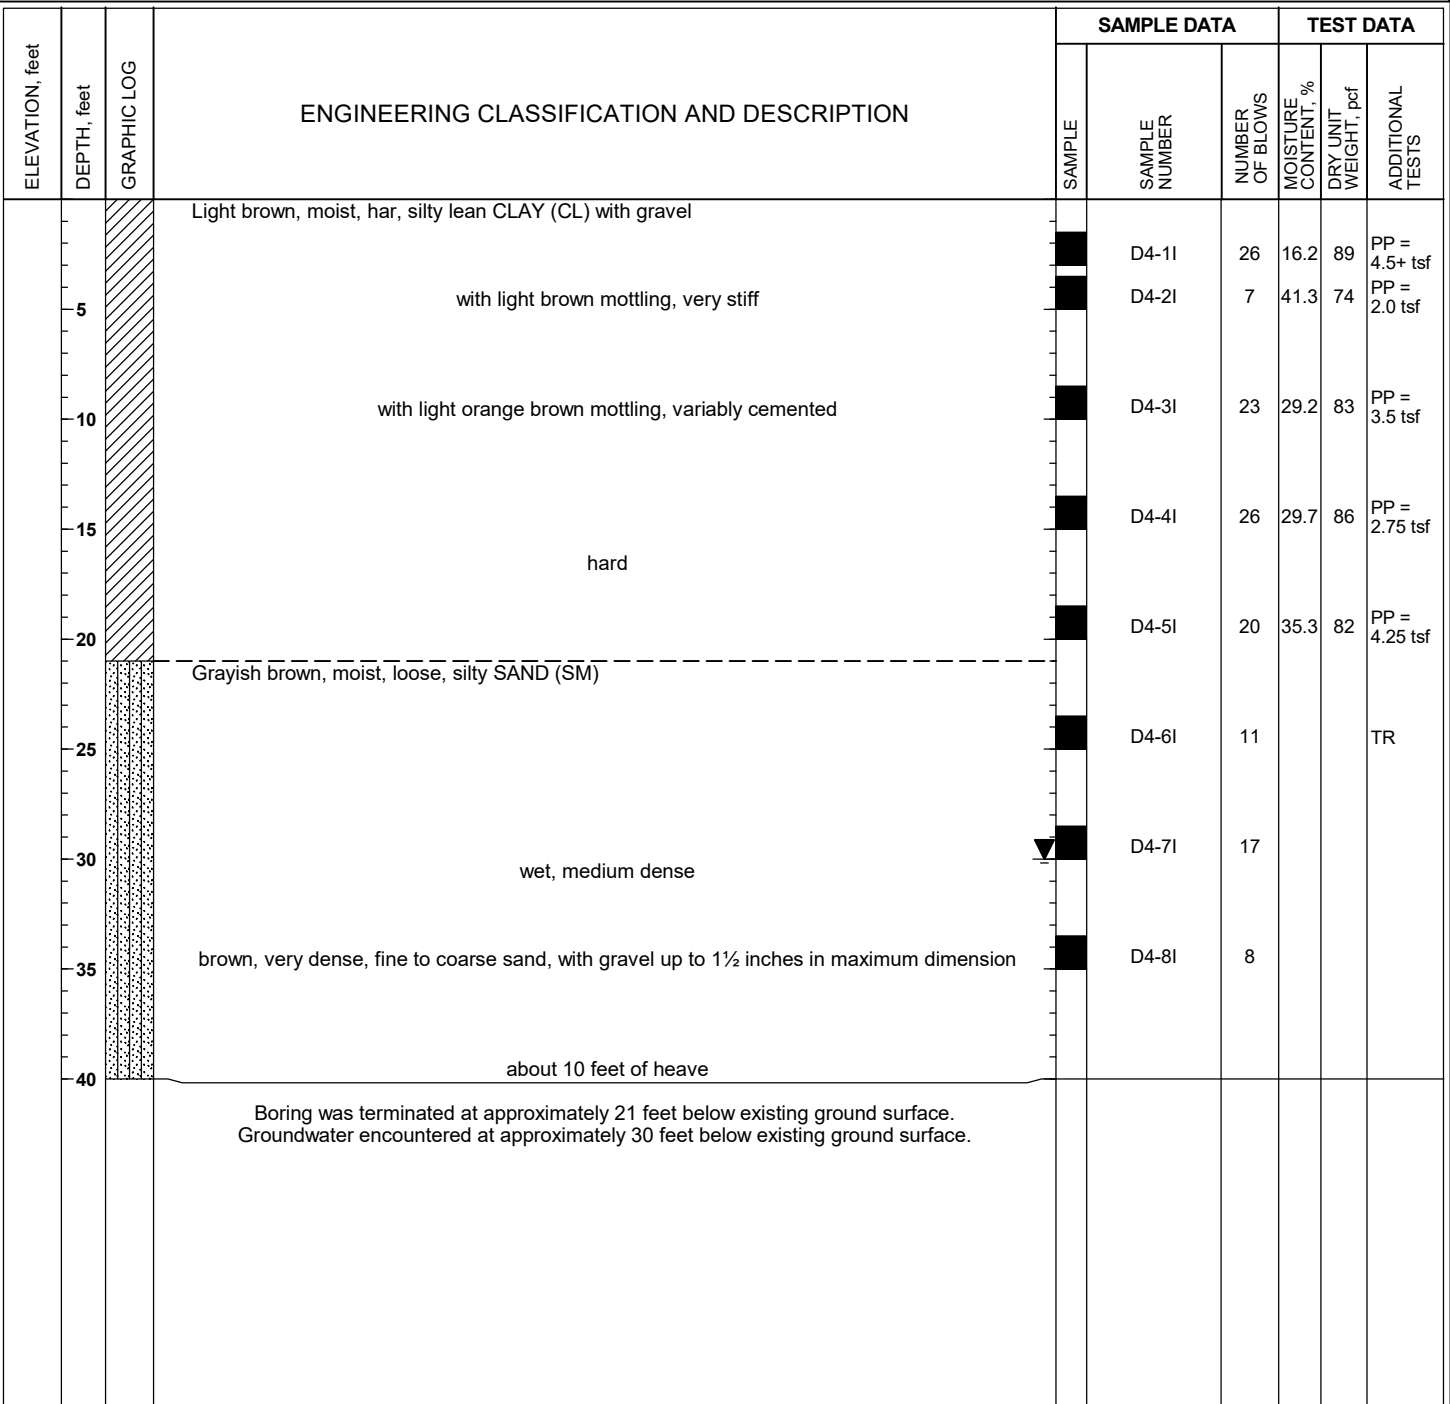 SAMPLE DATA
TEST DATA
ELEVATION, feet
DEPTH, feet
GRAPHIC LOG
ENGINEERING CLASSIFICATION AND DESCRIPTION
SAMPLE
SAMPLE
NUMBER
NUMBER
OF BLOWS
MOISTURE
CONTENT, %
DRY UNIT
WEIGHT, pcf
ADDITIONAL
TESTS
Light brown, moist, har, silty lean CLAY (CL) with gravel
D4-1I 26 16.2 89 PP =
4.5+ tsf
5
with light brown mottling, very stiff
D4-2I 7 41.3 74 PP =
2.0 tsf
10
with light orange brown mottling, variably cemented
D4-3I 23 29.2 83 PP =
3.5 tsf
15
D4-4I 26 29.7 86 PP =
2.75 tsf
hard
20
D4-5I 20 35.3 82 PP =
4.25 tsf
Grayish brown, moist, loose, silty SAND (SM)
25
D4-6I 11 TR
30
D4-7I 17
wet, medium dense
35
brown, very dense, fine to coarse sand, with gravel up to 1½ inches in maximum dimension
D4-8I 8
about 10 feet of heave
40
Boring was terminated at approximately 21 feet below existing ground surface.
Groundwater encountered at approximately 30 feet below existing ground surface.